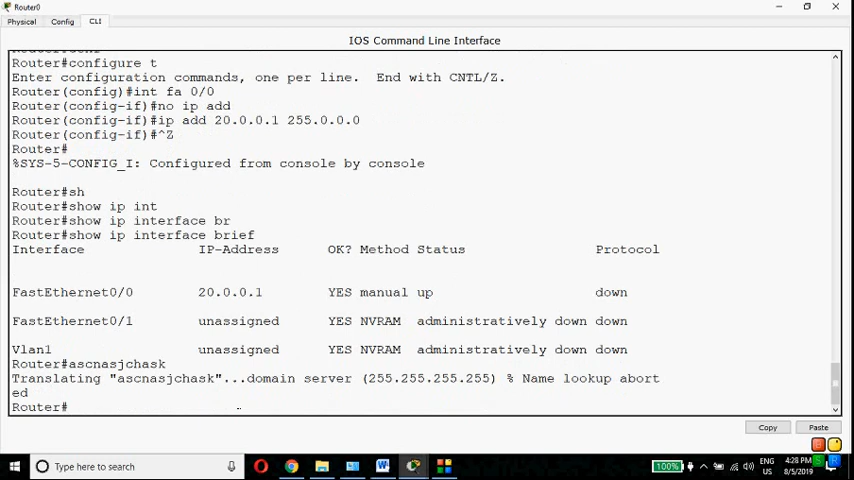 Router0
Physical Config CLI
IOS Command Line Interface
Router#configure t
Enter configuration commands, one per line.  End with CNTL/Z.
Router(config)#int fa 0/0
Router(config-if)#no ip add
Router(config-if)#ip add 20.0.0.1 255.0.0.0
Router(config-if)#^Z
Router#
%SYS-5-CONFIG_I: Configured from console by console
Router#sh
Router#show ip int
Router#show ip interface br
Router#show ip interface brief
Interface IP-Address OK? Method Status Protocol
FastEthernet0/0 20.0.0.1 YES manual up down
FastEthernet0/1 unassigned YES NVRAM administratively down down
Vlan1 unassigned YES NVRAM administratively down down
Router#ascnasjchask
Translating "ascnasjchask"...domain server (255.255.255.255) % Name lookup abort
ed
Router#
Copy Paste
Type here to search
100%
ENG
US
4:28 PM
8/5/2019